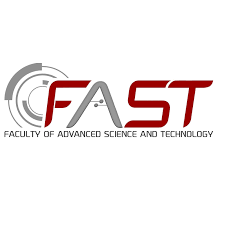 FAST
FACULTY OF ADVANCED SCIENCE AND TECHNOLOGY